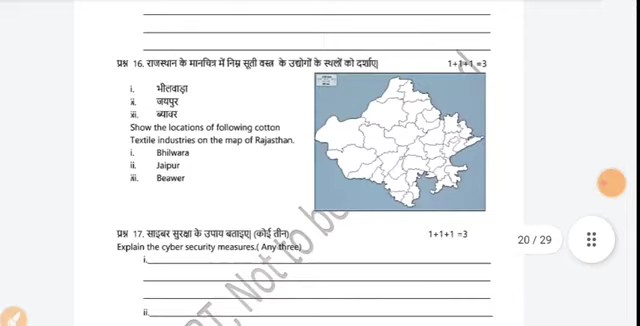 प्रश्न 16. राजस्थान के मानचित्र में निम्न सूती वस्त्र के उद्योगों के स्थलों को दर्शाए| 1+1+1 =3
i. भीलवाड़ा
ii. जयपुर
iii. ब्यावर
Show the locations of following cotton
Textile industries on the map of Rajasthan.
i. Bhilwara
ii. Jaipur
iii. Beawer
प्रश्न 17. साइबर सुरक्षा के उपाय बताइए| (कोई तीन) 1+1+1 =3
Explain the cyber security measures.( Any three)
i.
ii.
20 / 29
RT, Not to be